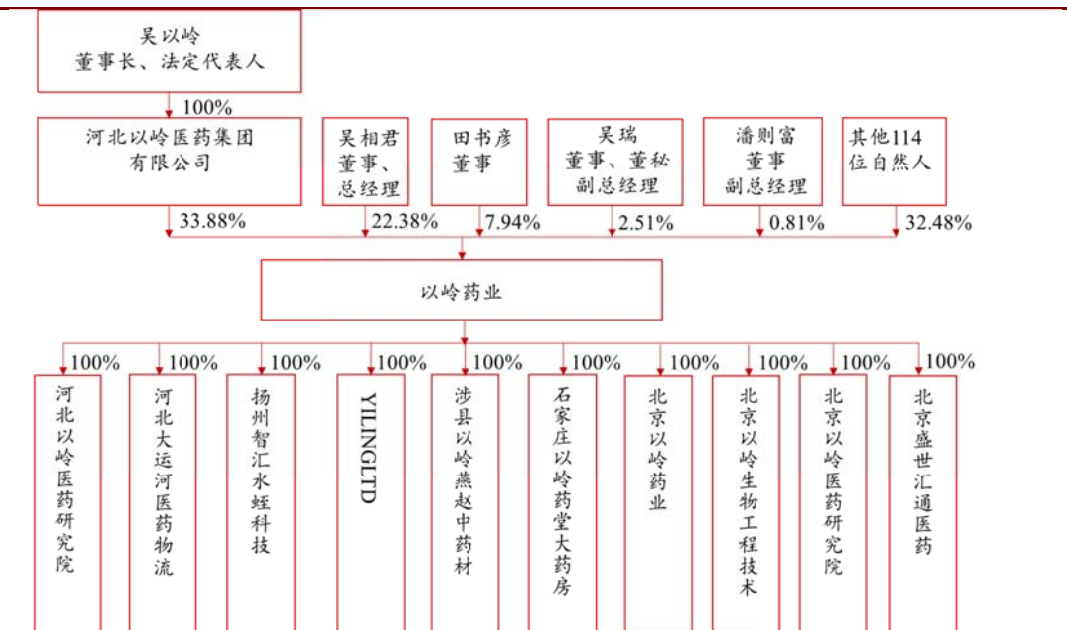 吴以岭
董事长、法定代表人
100%
河北以岭医药集团
有限公司
吴相君
董事、
总经理
田书彦
董事
吴瑞
董事、董秘
副总经理
潘则富
董事
副总经理
其他114
位自然人
33.88%
22.38%
7.94%
2.51%
0.81%
32.48%
以岭药业
100%
100%
100%
100%
100%
100%
100%
100%
100%
100%
河北以岭医药研究院
河北大运河医药物流
扬州智汇水蛭科技
YILINGLTD
涉县以岭燕赵中药材
石家庄以岭药堂大药房
北京以岭药业
北京以岭生物工程技术
北京以岭医药研究院
北京盛世汇通医药